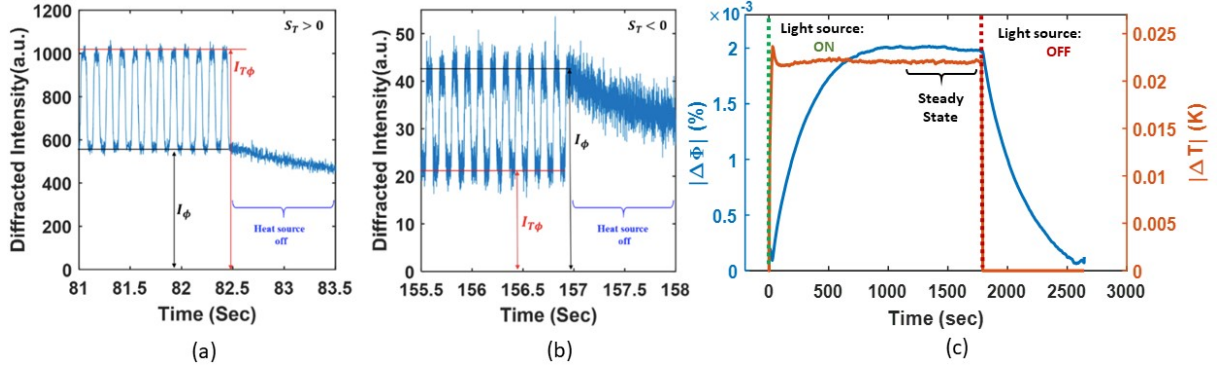 Diffracted Intensity(a.u.)
1200
1000
800
600
400
200
0
S_T > 0
I_{Tϕ}
I_ϕ
Heat source
off
81 81.5 82 82.5 83 83.5
Time (Sec)
(a)
Diffracted Intensity (a.u.)
50
40
30
20
10
0
S_T < 0
I_ϕ
I_{Tϕ}
Heat source
off
155.5 156 156.5 157 157.5 158
Time (Sec)
(b)
×10⁻³
|ΔΦ| (%)
2
1.5
1
0.5
0
Light source:
ON
Light source:
OFF
Steady
State
0.025
0.02
0.015
0.01
0.005
0
|ΔT| (K)
0 500 1000 1500 2000 2500 3000
Time (sec)
(c)